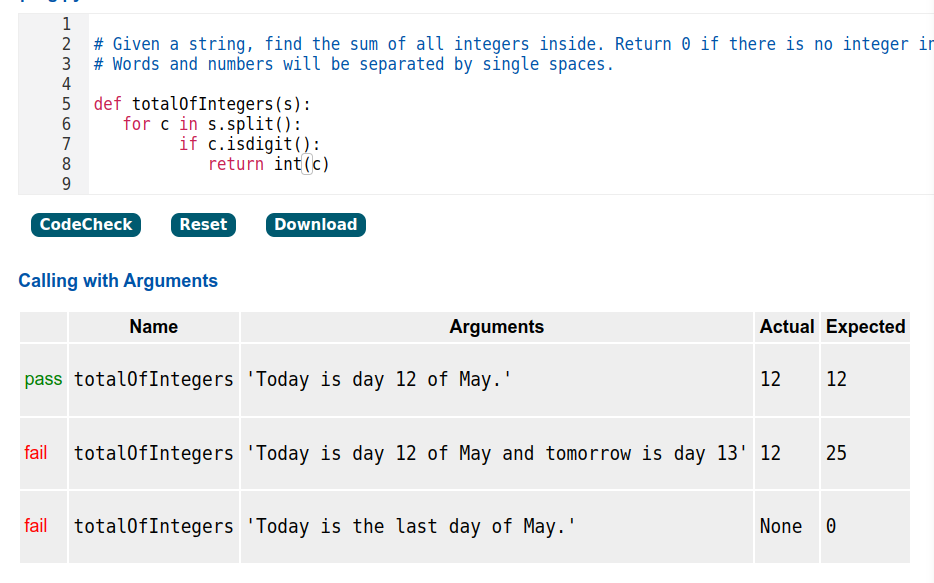 1
2 # Given a string, find the sum of all integers inside. Return 0 if there is no integer
3 # Words and numbers will be separated by single spaces.
4
5 def totalOfIntegers(s):
6 for c in s.split():
7 if c.isdigit():
8 return int(c)
9
CodeCheck Reset Download
Calling with Arguments
Name Arguments Actual Expected
pass totalOfIntegers 'Today is day 12 of May.' 12 12
fail totalOfIntegers 'Today is day 12 of May and tomorrow is day 13' 12 25
fail totalOfIntegers 'Today is the last day of May.' None 0